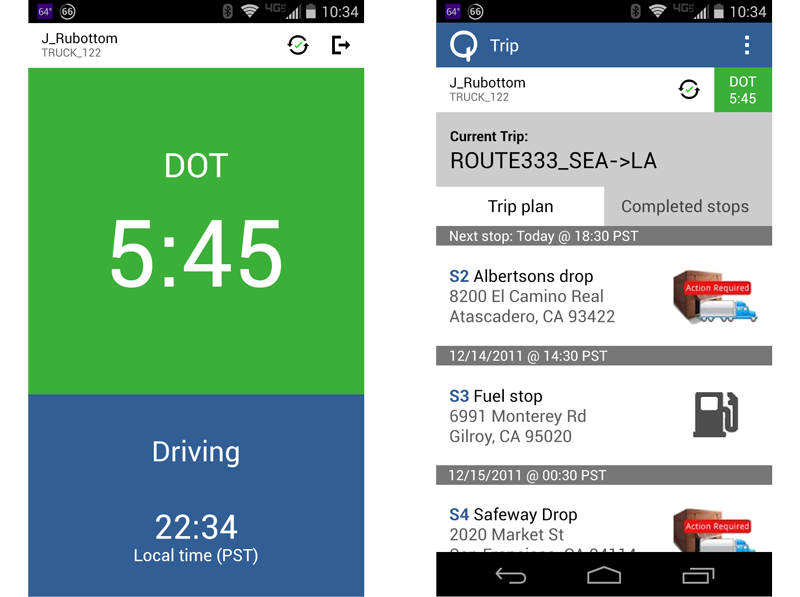 64°
66
4G
10:34
J_Rubottom
TRUCK_122
DOT
5:45
Driving
22:34
Local time (PST)
64°
66
4G
10:34
Trip
J_Rubottom
TRUCK_122
DOT
5:45
Current Trip:
ROUTE333_SEA->LA
Trip plan
Completed stops
Next stop: Today @ 18:30 PST
S2 Albertsons drop
8200 El Camino Real
Atascadero, CA 93422
Action Required
12/14/2011 @ 14:30 PST
S3 Fuel stop
6991 Monterey Rd
Gilroy, CA 95020
12/15/2011 @ 00:30 PST
S4 Safeway Drop
2020 Market St
San Francisco, CA 94114
Action Required